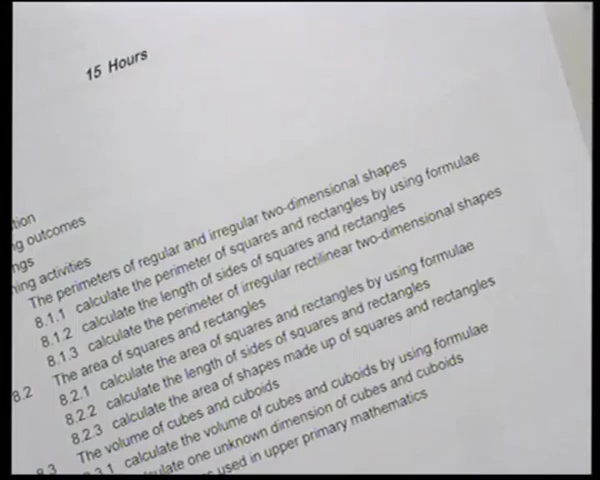 15 Hours
tion
ng outcomes
ngs
ning activities
The perimeters of regular and irregular two-dimensional shapes
8.1.1 calculate the perimeter of squares and rectangles by using formulae
8.1.2 calculate the length of sides of squares and rectangles
8.1.3 calculate the perimeter of irregular rectilinear two-dimensional shapes
8.2 The area of squares and rectangles
8.2.1 calculate the area of squares and rectangles by using formulae
8.2.2 calculate the length of sides of squares and rectangles
8.2.3 calculate the area of shapes made up of squares and rectangles
8.3 The volume of cubes and cuboids
3.1 calculate the volume of cubes and cuboids by using formulae
culate one unknown dimension of cubes and cuboids
used in upper primary mathematics